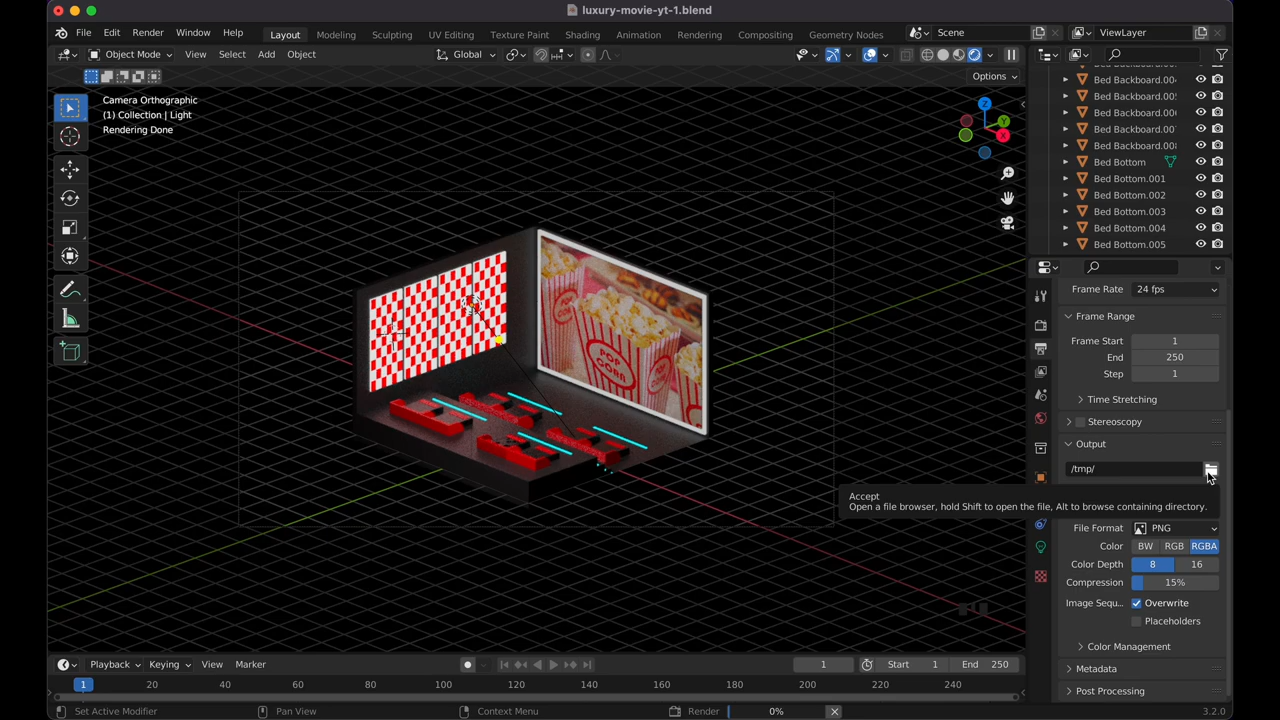 luxury-movie-yt-1.blend
File Edit Render Window Help Layout Modeling Sculpting UV Editing Texture Paint Shading Animation Rendering Compositing Geometry Nodes Scene ViewLayer
Object Mode View Select Add Object Global
Options
Camera Orthographic
(1) Collection | Light
Rendering Done
Z
Y
X
Bed Backboard.004
Bed Backboard.005
Bed Backboard.006
Bed Backboard.007
Bed Backboard.008
Bed Bottom
Bed Bottom.001
Bed Bottom.002
Bed Bottom.003
Bed Bottom.004
Bed Bottom.005
Frame Rate 24 fps
Frame Range
Frame Start 1
End 250
Step 1
Time Stretching
Stereoscopy
Output
/tmp/
Accept
Open a file browser, hold Shift to open the file, Alt to browse containing directory.
File Format PNG
Color BW RGB RGBA
Color Depth 8 16
Compression 15%
Image Sequ... Overwrite
Placeholders
Color Management
Metadata
Post Processing
POP
CORN
Playback Keying View Marker 1 Start 1 End 250
1 20 40 60 80 100 120 140 160 180 200 220 240
Set Active Modifier Pan View Context Menu Render 0% 3.2.0